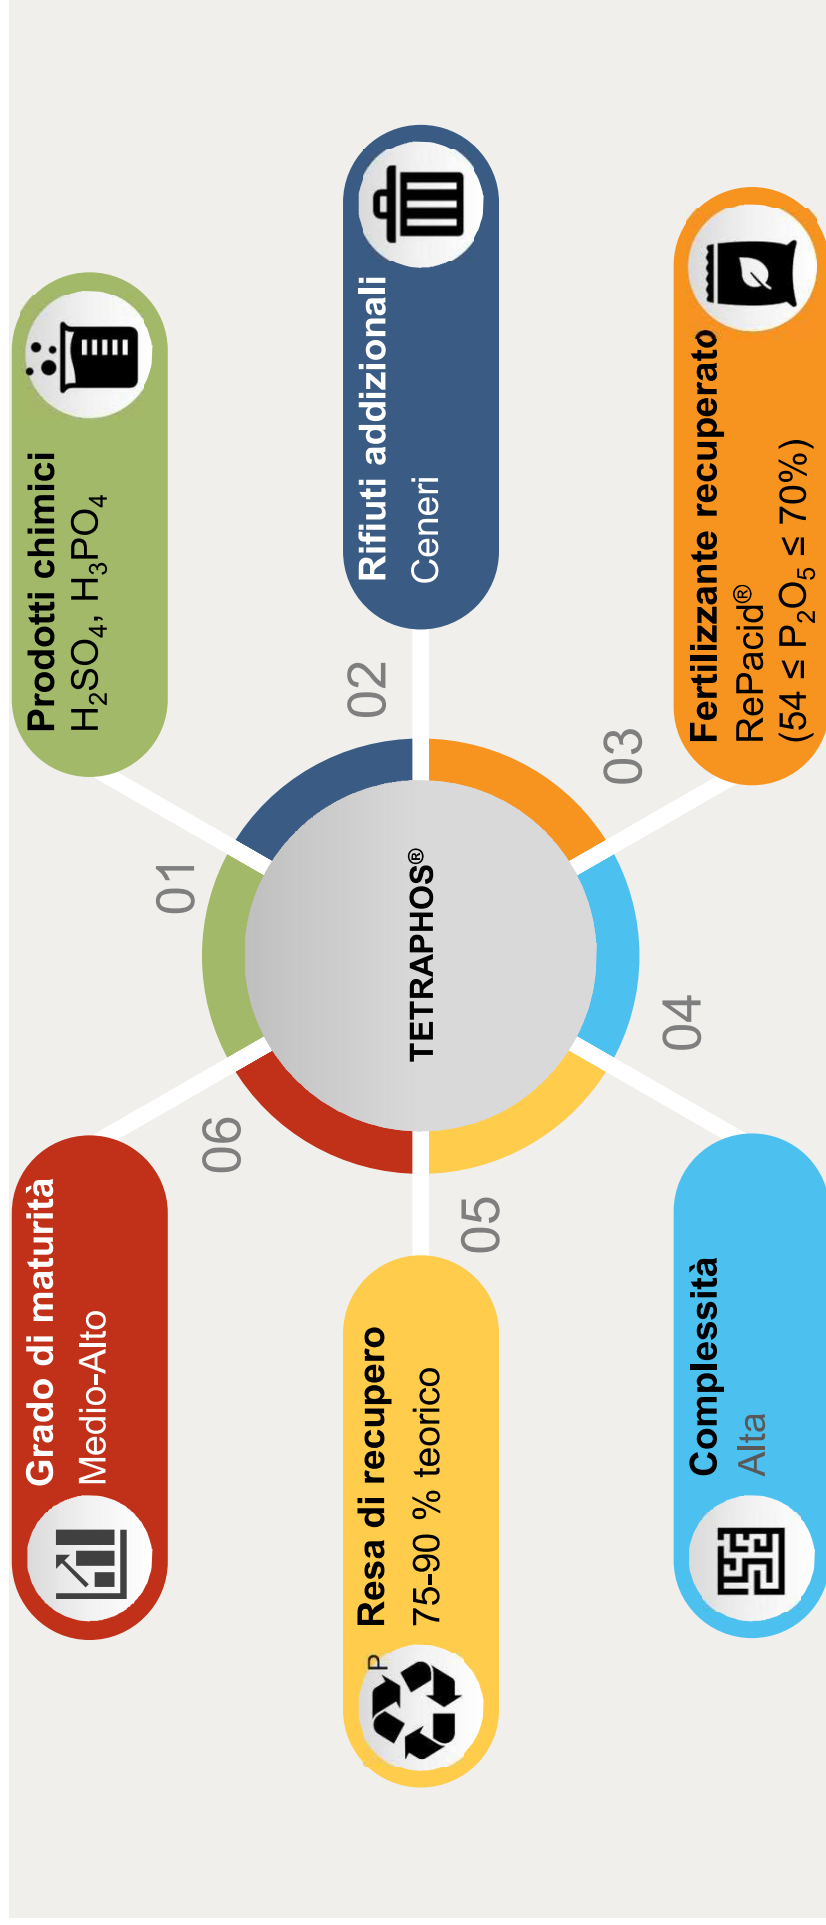 TETRAPHOS®
01
Prodotti chimici
H₂SO₄, H₃PO₄
02
Rifiuti addizionali
Ceneri
03
Fertilizzante recuperato
RePacid®
(54 ≤ P₂O₅ ≤ 70%)
04
Complessità
Alta
05
P
Resa di recupero
75-90 % teorico
06
Grado di maturità
Medio-Alto